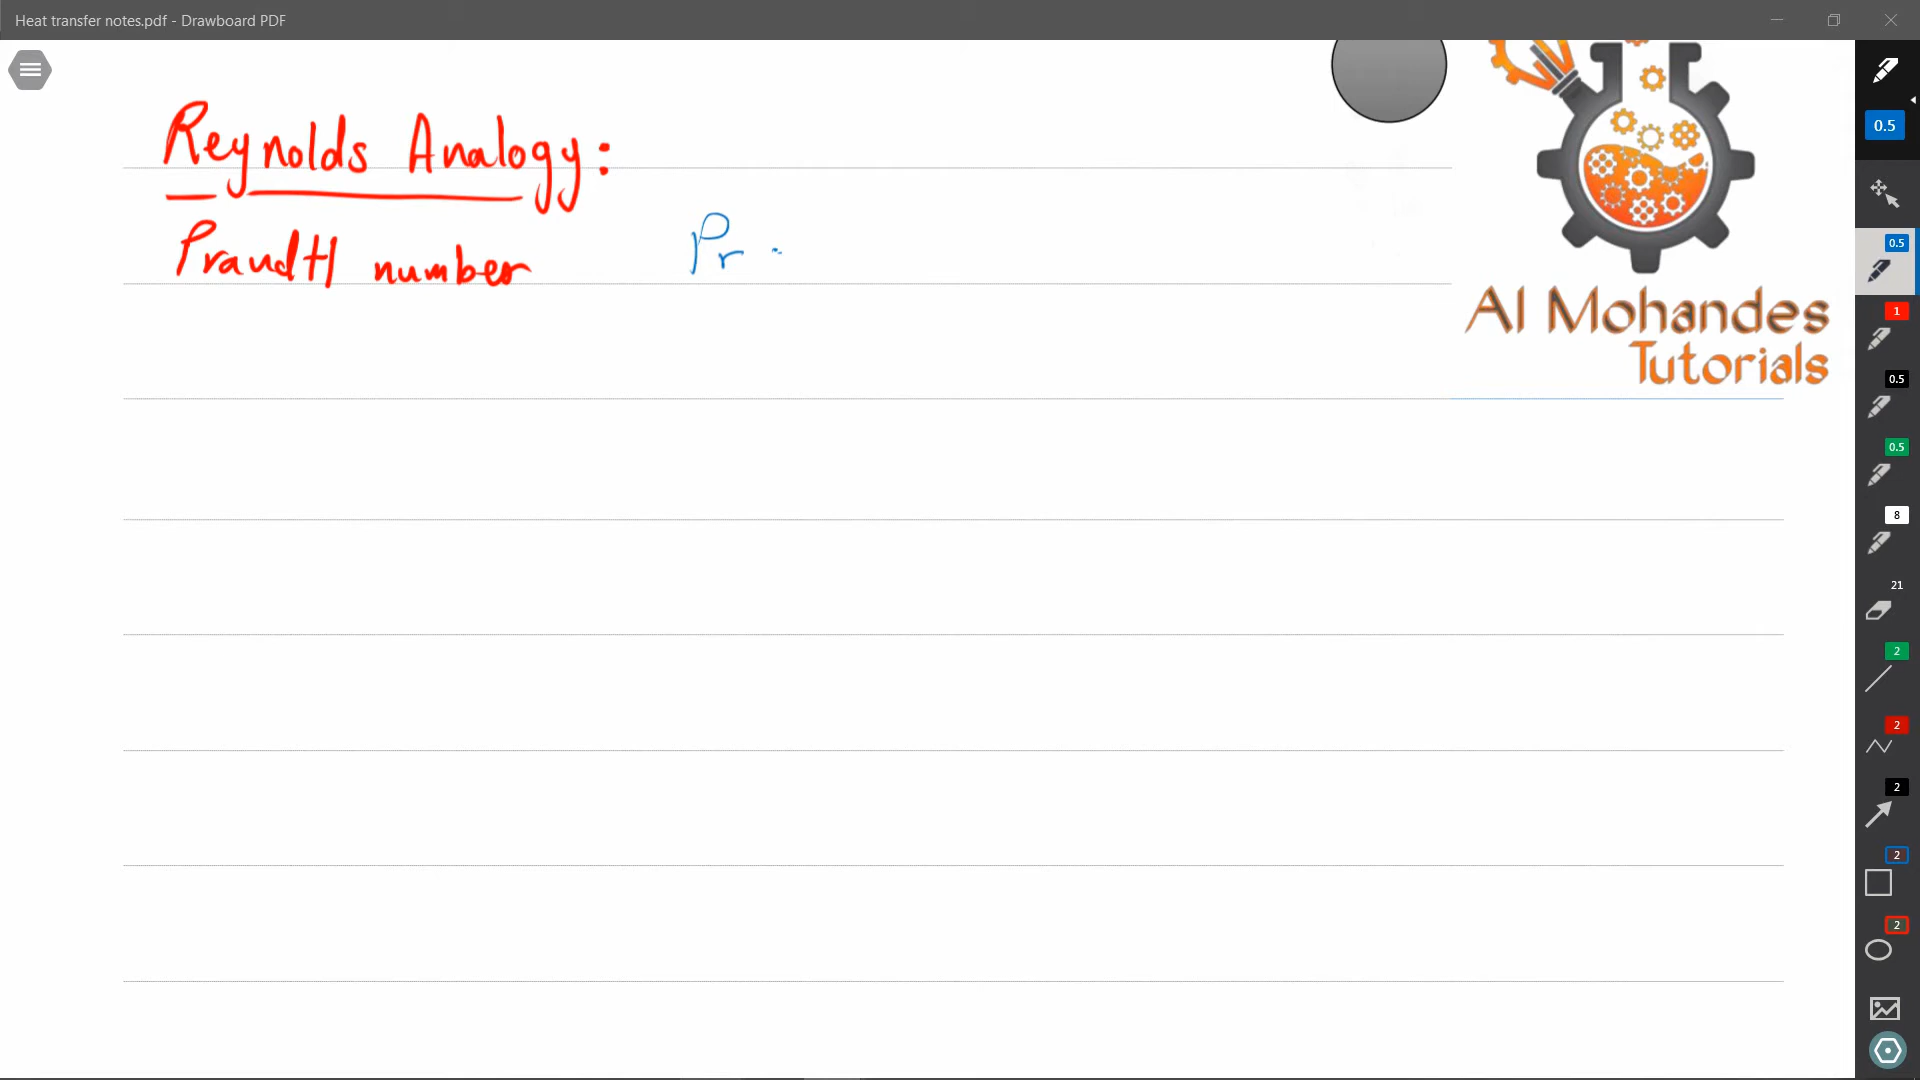 Heat transfer notes.pdf - Drawboard PDF
Reynolds Analogy:
Prandtl number Pr
Al Mohandes
Tutorials
0.5
0.5
1
0.5
0.5
8
21
2
2
2
2
2